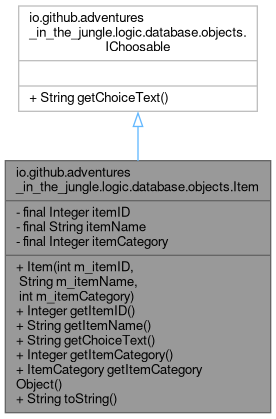 io.github.adventures
_in_the_jungle.logic.database.objects.
IChoosable
+ String getChoiceText()
io.github.adventures
_in_the_jungle.logic.database.objects.Item
- final Integer itemID
- final String itemName
- final Integer itemCategory
+ Item(int m_itemID,
String m_itemName,
int m_itemCategory)
+ Integer getItemID()
+ String getItemName()
+ String getChoiceText()
+ Integer getItemCategory()
+ ItemCategory getItemCategory
Object()
+ String toString()